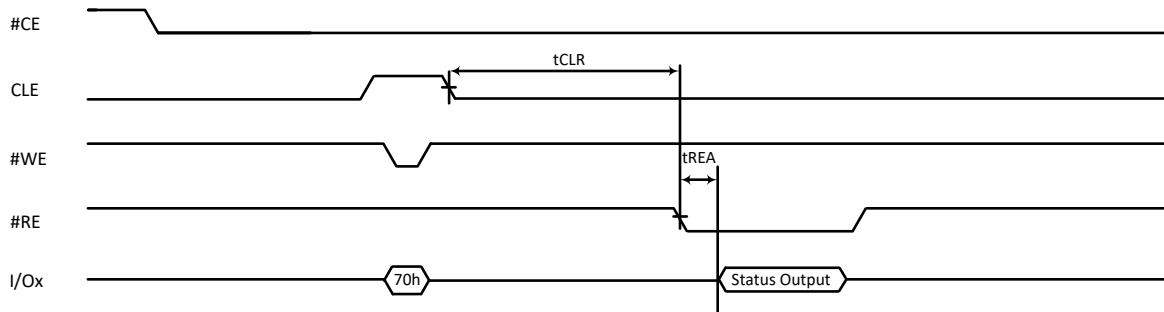 #CE
tCLR
CLE
#WE
tREA
#RE
I/Ox
70h
Status Output